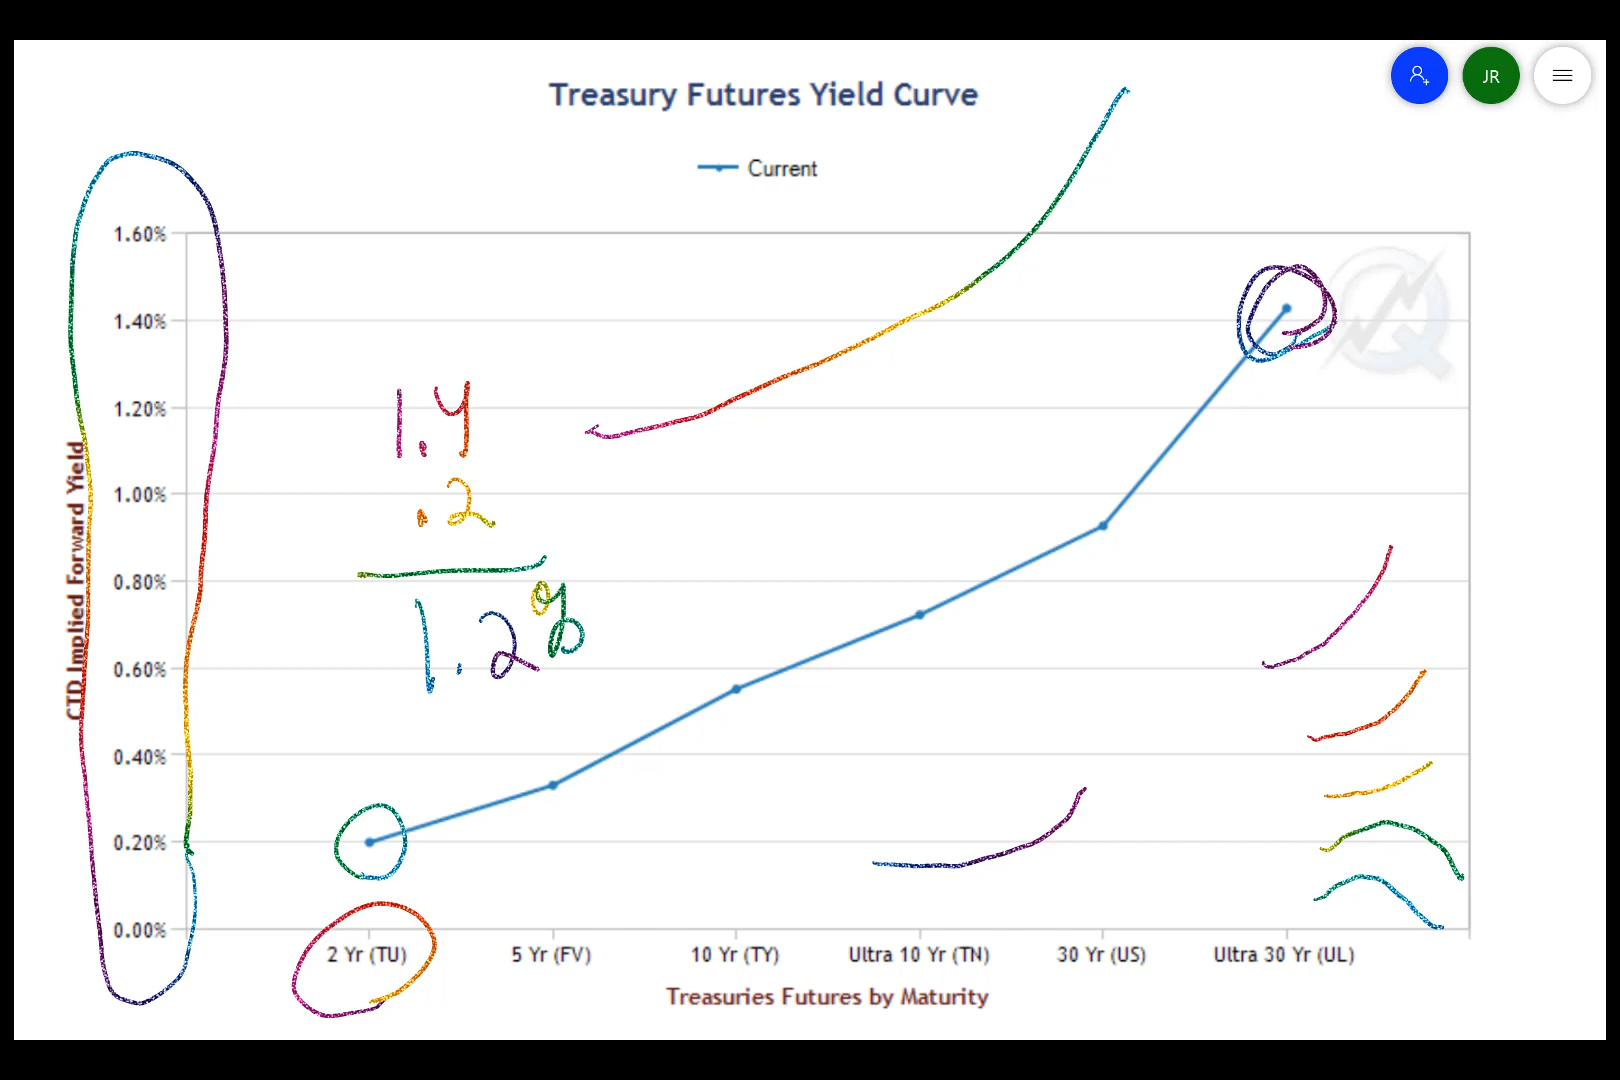 JR
Treasury Futures Yield Curve
Current
1.60%
1.40%
1.20%
1.00%
0.80%
0.60%
0.40%
0.20%
0.00%
CTD Implied Forward Yield
1.4
.2
1.2%
2 Yr (TU) 5 Yr (FV) 10 Yr (TY) Ultra 10 Yr (TN) 30 Yr (US) Ultra 30 Yr (UL)
Treasuries Futures by Maturity